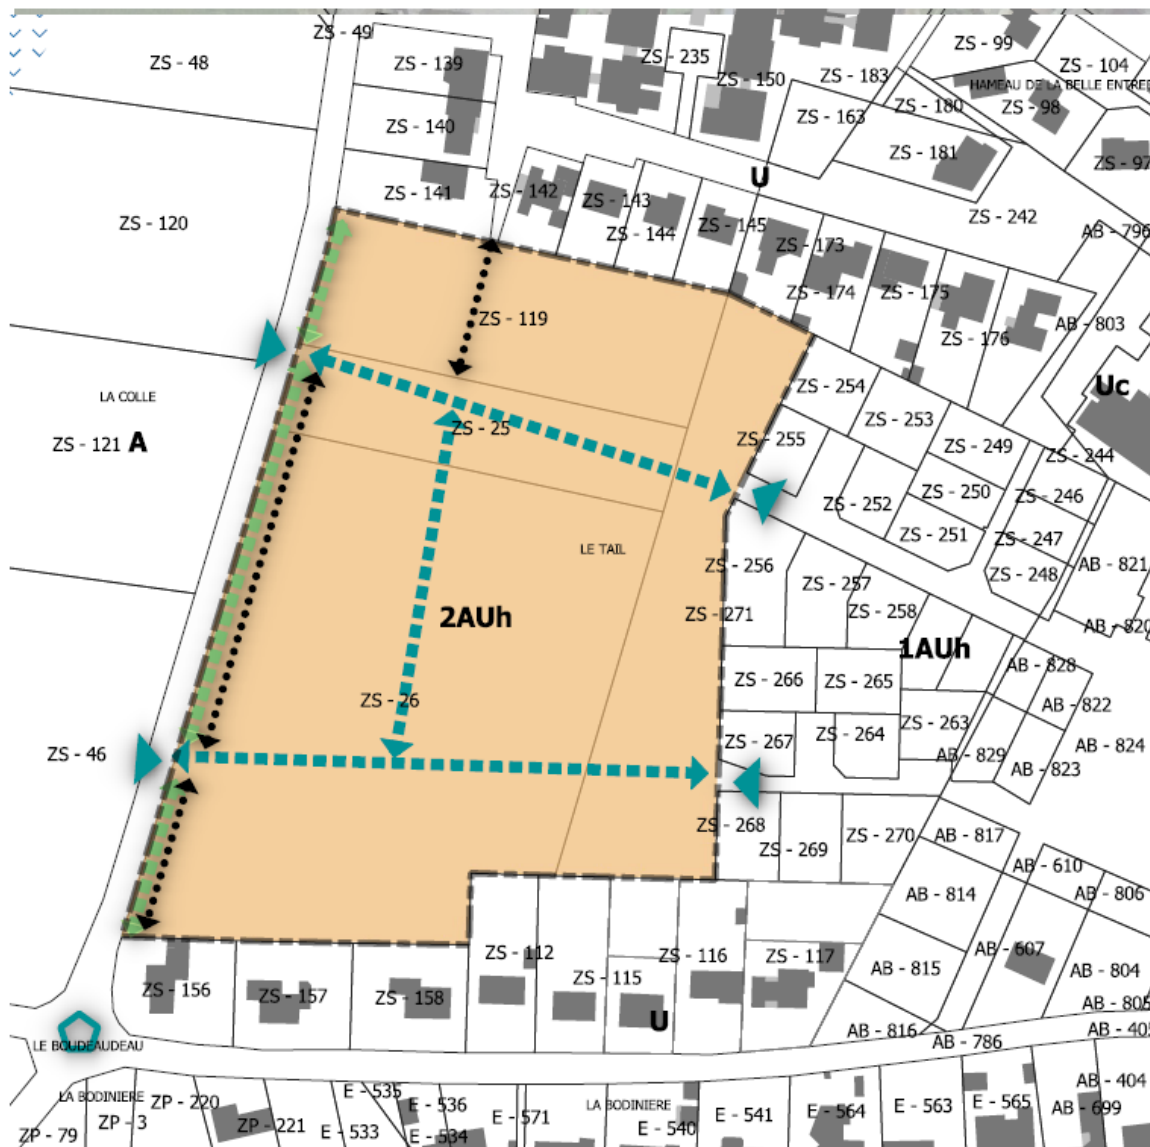 ZS - 49
ZS - 48
ZS - 139
ZS - 235
ZS - 150
ZS - 183
ZS - 99
ZS - 104
HAMEAU DE LA BELLE ENTREE
ZS - 140
ZS - 163
ZS - 180
ZS - 98
ZS - 181
ZS - 97
U
ZS - 141
ZS - 142
ZS - 143
ZS - 144
ZS - 145
ZS - 242
ZS - 120
AB - 796
ZS - 173
ZS - 174
ZS - 175
ZS - 176
AB - 803
ZS - 119
ZS - 254
Uc
LA COLLE
ZS - 121
A
ZS - 25
ZS - 255
ZS - 253
ZS - 249
ZS - 244
ZS - 252
ZS - 250
ZS - 246
ZS - 251
ZS - 247
LE TAIL
ZS - 256
ZS - 248
AB - 821
ZS - 257
ZS - 258
2AUh
ZS - 271
AB - 820
1AUh
ZS - 26
ZS - 266
ZS - 265
AB - 828
AB - 822
ZS - 46
ZS - 267
ZS - 264
ZS - 263
AB - 829
AB - 824
AB - 823
ZS - 268
ZS - 269
ZS - 270
AB - 817
AB - 610
AB - 806
AB - 814
ZS - 112
ZS - 115
ZS - 116
ZS - 117
AB - 607
AB - 815
AB - 804
ZS - 156
ZS - 157
ZS - 158
AB - 805
U
AB - 816
AB - 786
AB - 405
LE BOUDEAUDEAU
LA BODINIERE
ZP - 220
E - 535
E - 536
LA BODINIERE
AB - 404
ZP - 79
ZP - 3
ZP - 221
E - 533
E - 534
E - 571
E - 540
E - 541
E - 564
E - 563
E - 565
AB - 699